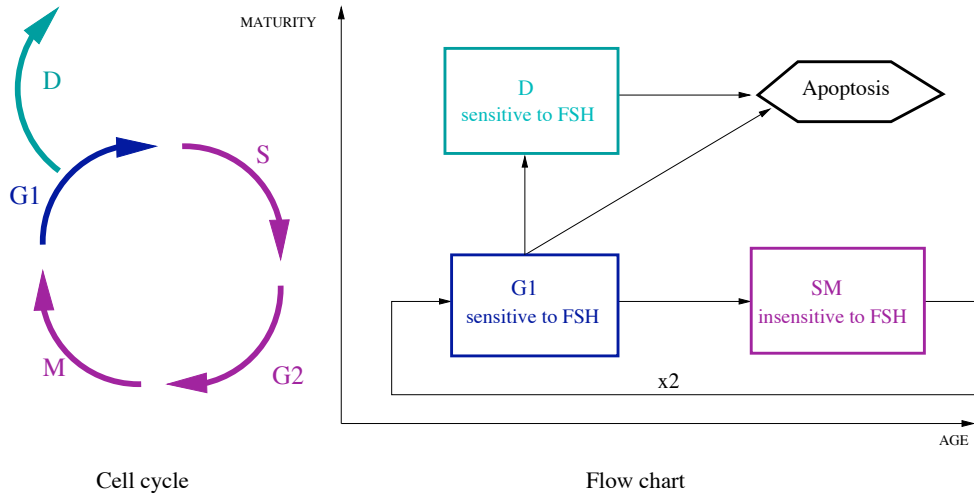 MATURITY
D
S
G1
M
G2
D
sensitive to FSH
Apoptosis
G1
sensitive to FSH
SM
insensitive to FSH
x2
AGE
Cell cycle
Flow chart